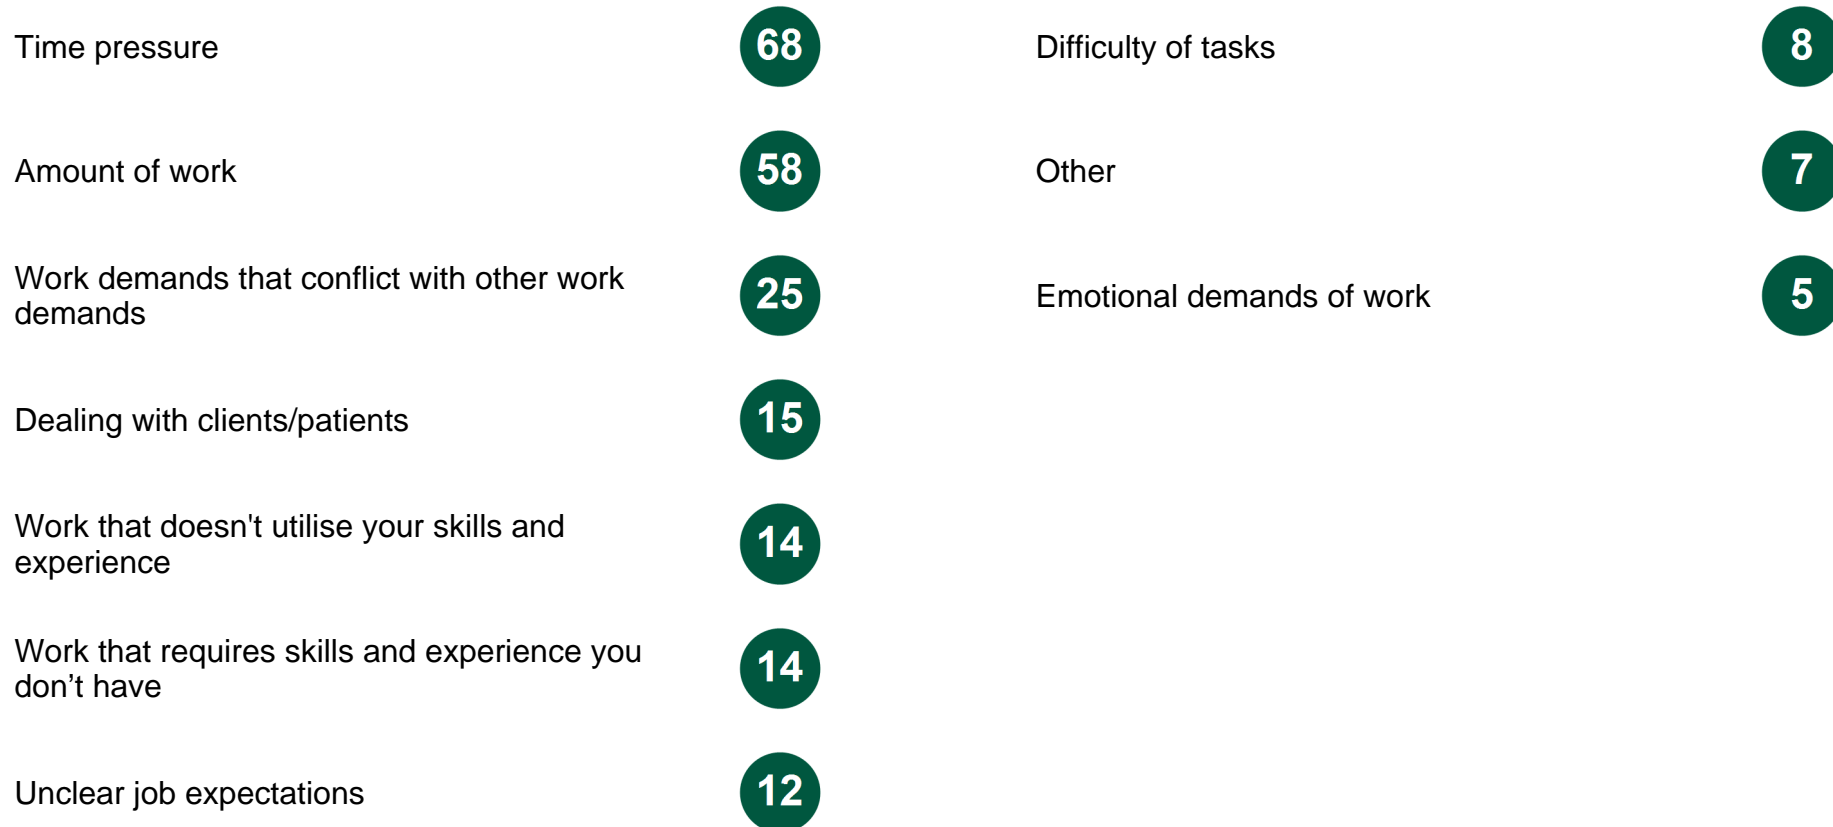 Time pressure
68
Amount of work
58
Work demands that conflict with other work
demands
25
Dealing with clients/patients
15
Work that doesn't utilise your skills and
experience
14
Work that requires skills and experience you
don’t have
14
Unclear job expectations
12
Difficulty of tasks
8
Other
7
Emotional demands of work
5